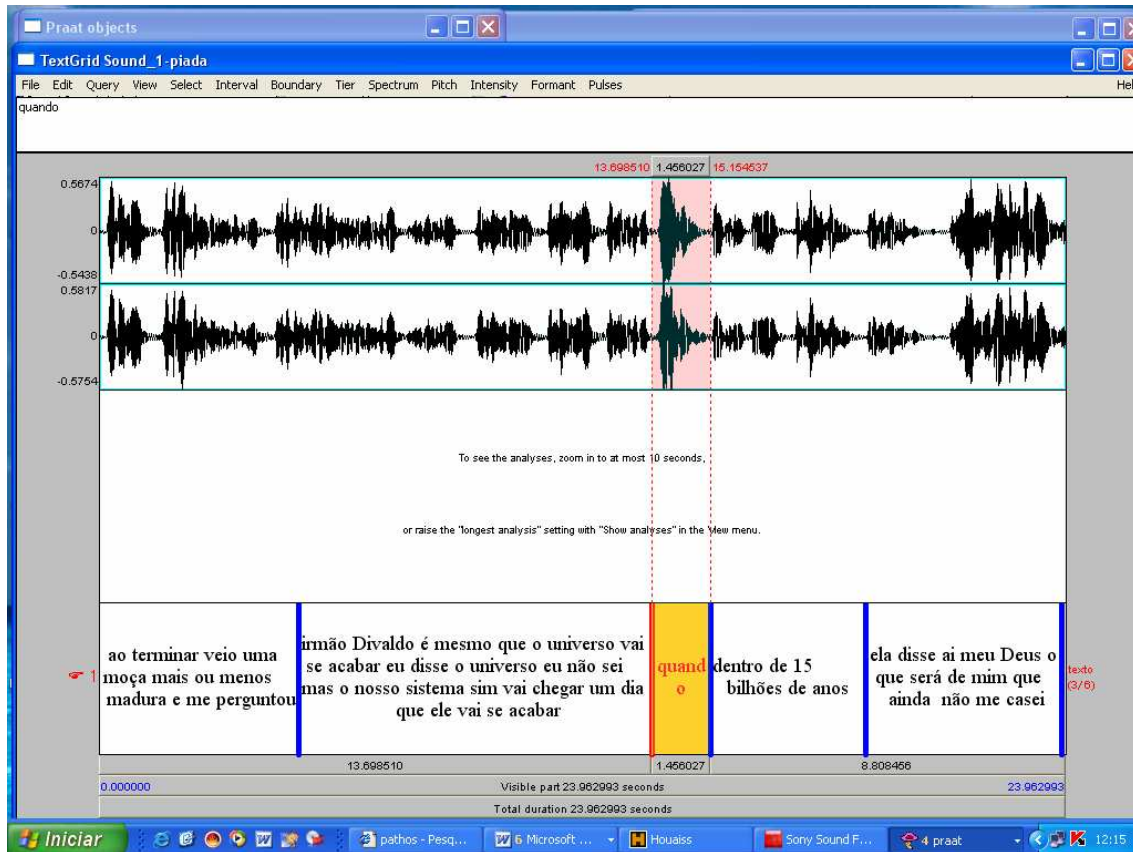 Praat objects
TextGrid Sound_1-piada
File Edit Query View Select Interval Boundary Tier Spectrum Pitch Intensity Formant Pulses Hel
quando
13.698510 1.456027 15.154537
0.5674
0
-0.5438
0.5817
0
-0.5754
To see the analyses, zoom in to at most 10 seconds,
or raise the "longest analysis" setting with "Show analyses" in the View menu.
1
ao terminar veio uma
moça mais ou menos
madura e me perguntou
irmão Divaldo é mesmo que o universo vai
se acabar eu disse o universo eu não sei
mas o nosso sistema sim vai chegar um dia
que ele vai se acabar
quand
o
dentro de 15
bilhões de anos
ela disse ai meu Deus o
que será de mim que
ainda não me casei
texto
(3/6)
13.698510 1.456027 8.808456
0.000000 Visible part 23.962993 seconds 23.962993
Total duration 23.962993 seconds
Iniciar pathos - Pesq... 6 Microsoft ... Houaiss Sony Sound F... 4 praat 12:15